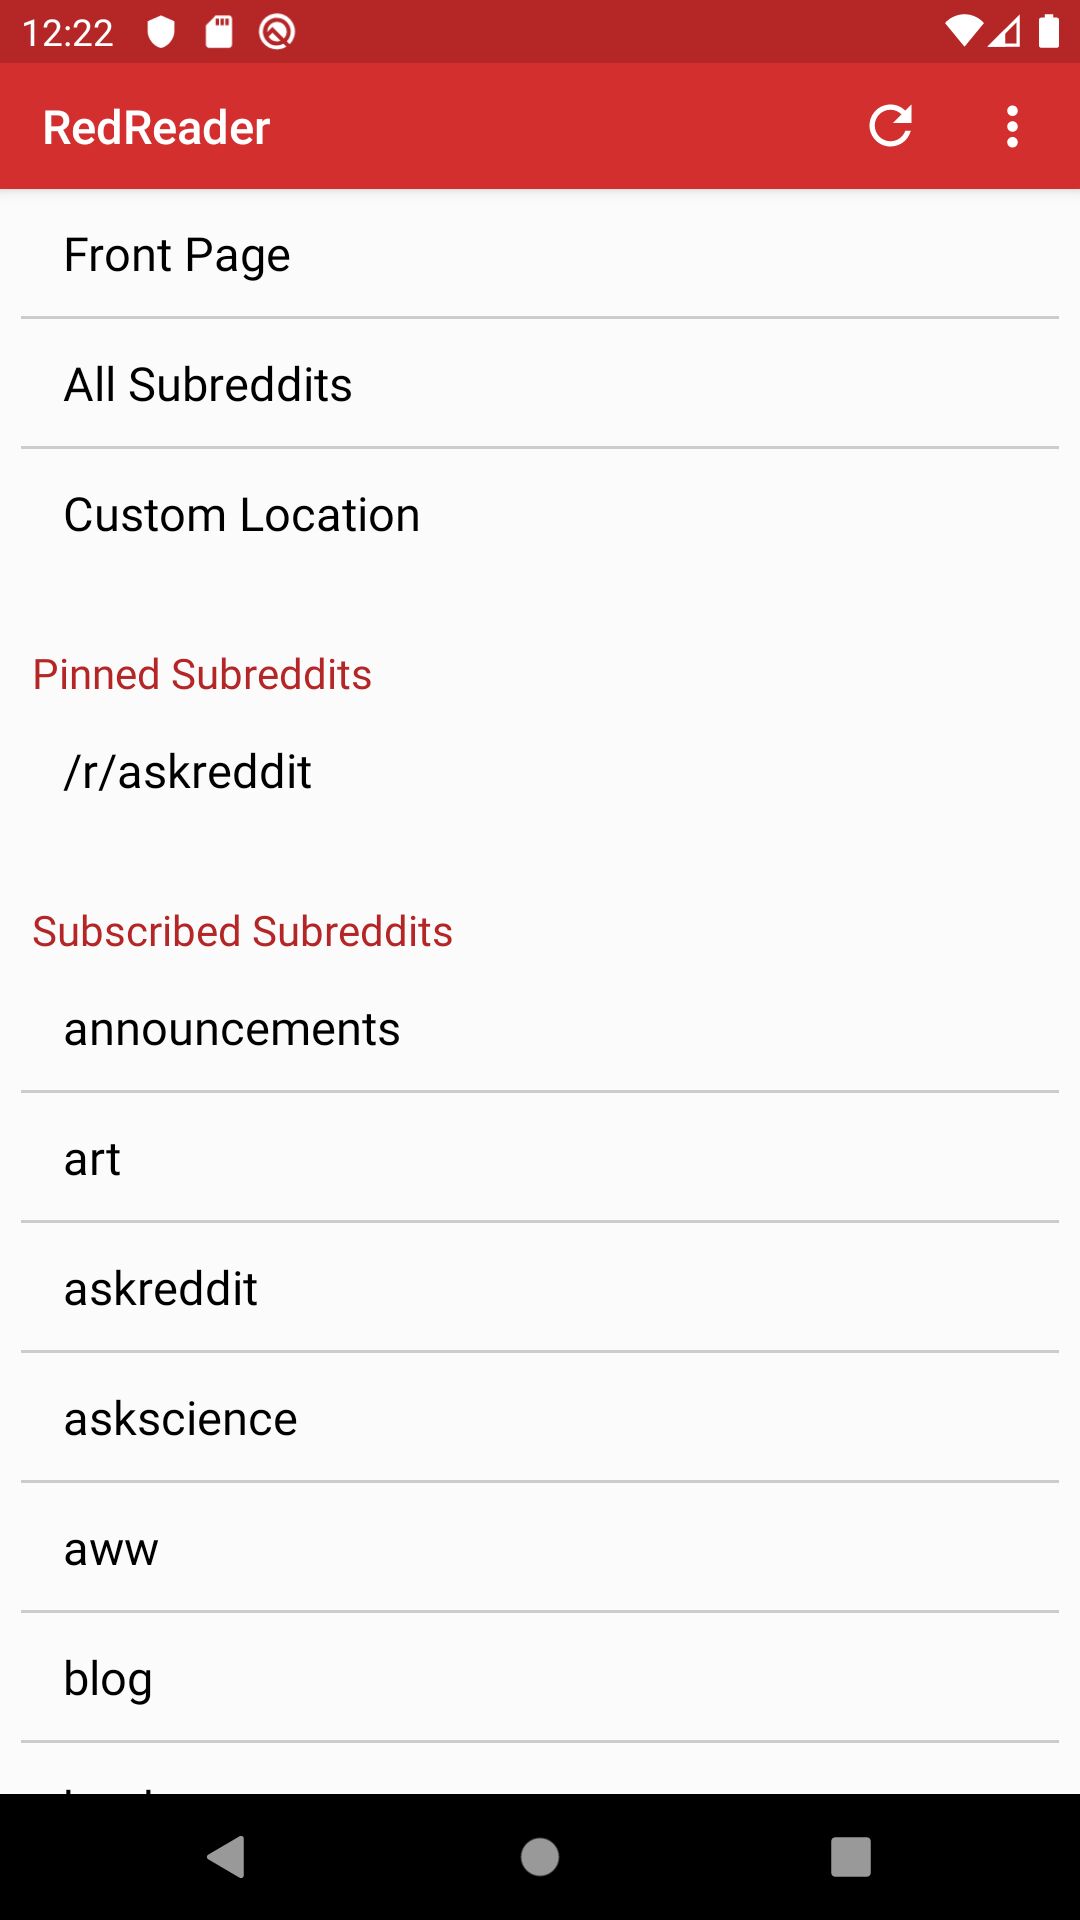 12:22
RedReader
Front Page
All Subreddits
Custom Location
Pinned Subreddits
/r/askreddit
Subscribed Subreddits
announcements
art
askreddit
askscience
aww
blog